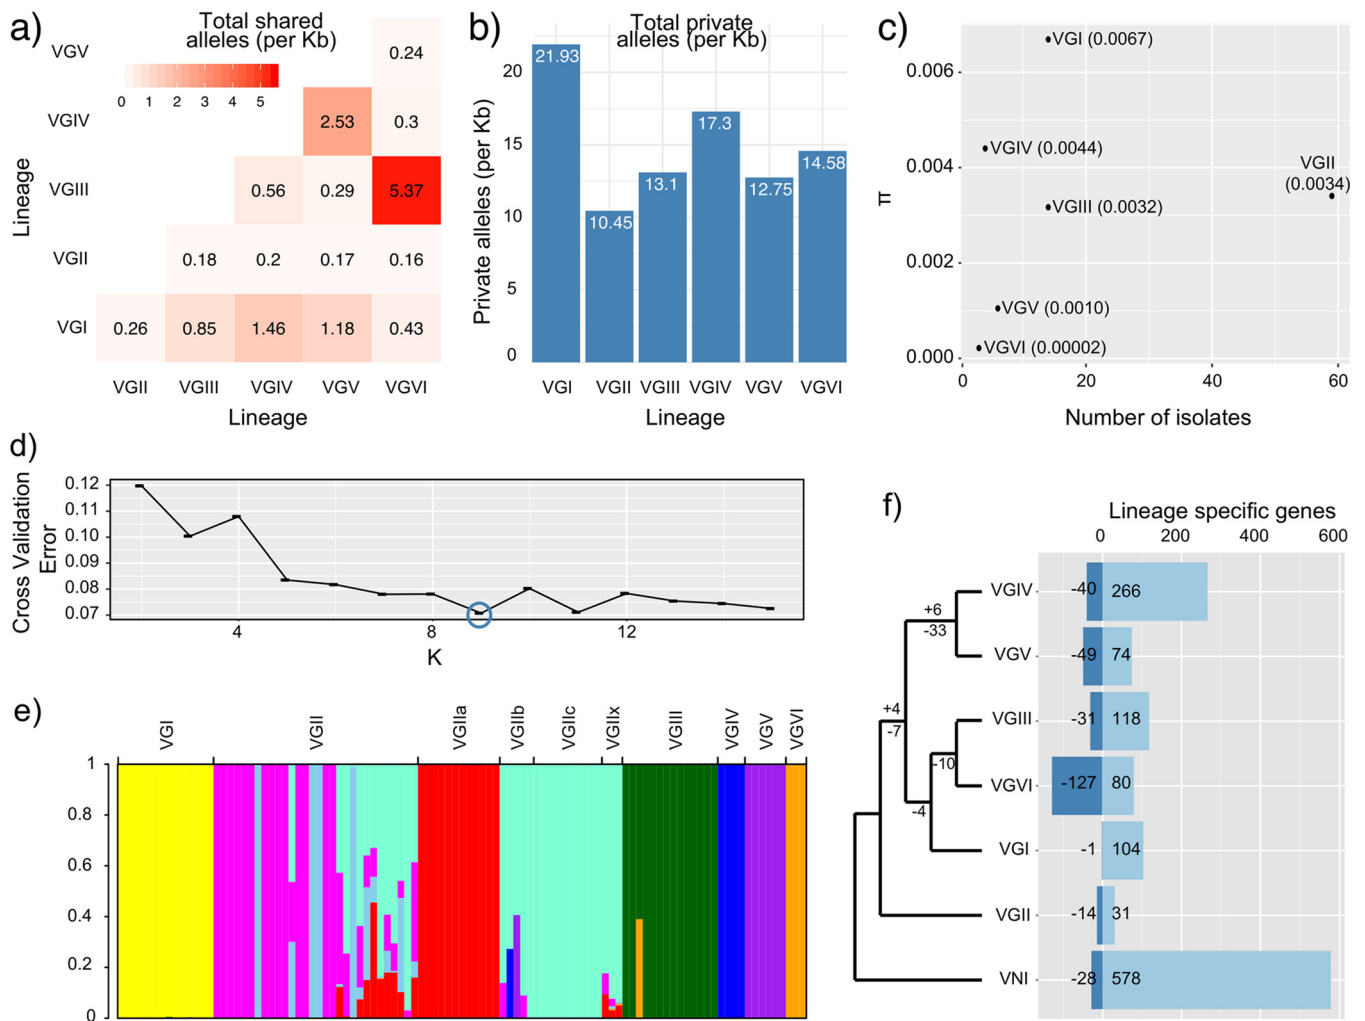 a)
Total shared
alleles (per Kb)
0 1 2 3 4 5
Lineage
VGV 0.24
VGIV 2.53 0.3
VGIII 0.56 0.29 5.37
VGII 0.18 0.2 0.17 0.16
VGI 0.26 0.85 1.46 1.18 0.43
VGII VGIII VGIV VGV VGVI
Lineage
b)
Total private
alleles (per Kb)
Private alleles (per Kb)
20
15
10
5
0
21.93
10.45
13.1
17.3
12.75
14.58
VGI VGII VGIII VGIV VGV VGVI
Lineage
c)
π
0.006
0.004
0.002
0.000
VGI (0.0067)
VGIV (0.0044)
VGII
(0.0034)
VGIII (0.0032)
VGV (0.0010)
VGVI (0.00002)
0 20 40 60
Number of isolates
d)
Cross Validation
Error
0.12
0.11
0.10
0.09
0.08
0.07
4 8 12
K
e)
VGI VGII VGIIa VGIIb VGIIc VGIIx VGIII VGIV VGV VGVI
1
0.8
0.6
0.4
0.2
0
f)
Lineage specific genes
0 200 400 600
+6
-33
+4
-7
-10
-4
VGIV -40 266
VGV -49 74
VGIII -31 118
VGVI -127 80
VGI -1 104
VGII -14 31
VNI -28 578